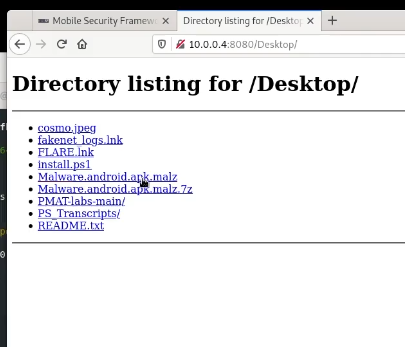 Mobile Security Framew
Directory listing for /Desktop
10.0.0.4:8080/Desktop/
Directory listing for /Desktop/
cosmo.jpeg
fakenet_logs.lnk
FLARE.lnk
install.ps1
Malware.android.apk.malz
Malware.android.apk.malz.7z
PMAT-labs-main/
PS_Transcripts/
README.txt